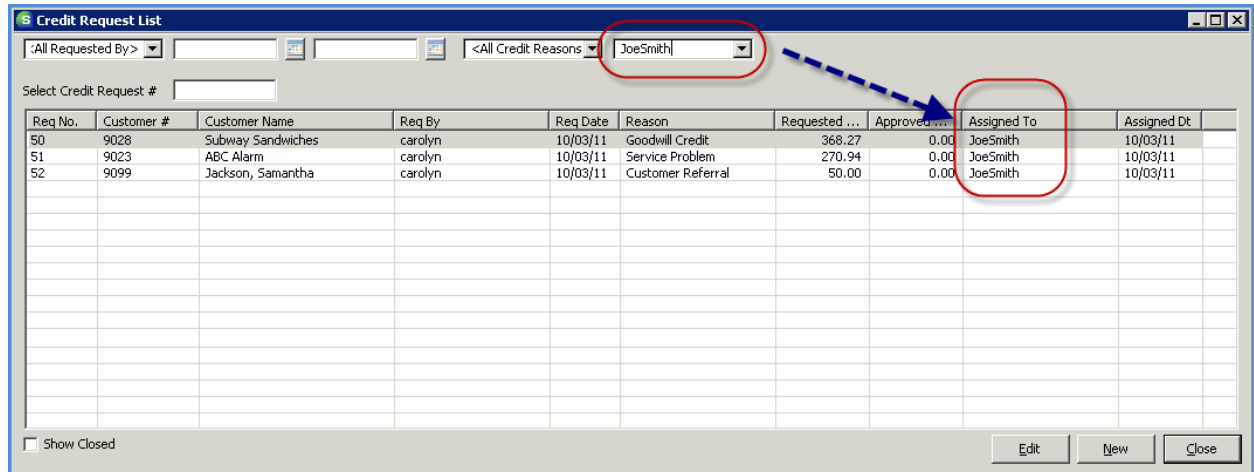 S Credit Request List
:All Requested By> <All Credit Reasons JoeSmith
Select Credit Request #
Req No. Customer # Customer Name Req By Req Date Reason Requested ... Approved ... Assigned To Assigned Dt
50 9028 Subway Sandwiches carolyn 10/03/11 Goodwill Credit 368.27 0.00 JoeSmith 10/03/11
51 9023 ABC Alarm carolyn 10/03/11 Service Problem 270.94 0.00 JoeSmith 10/03/11
52 9099 Jackson, Samantha carolyn 10/03/11 Customer Referral 50.00 0.00 JoeSmith 10/03/11
Show Closed Edit New Close